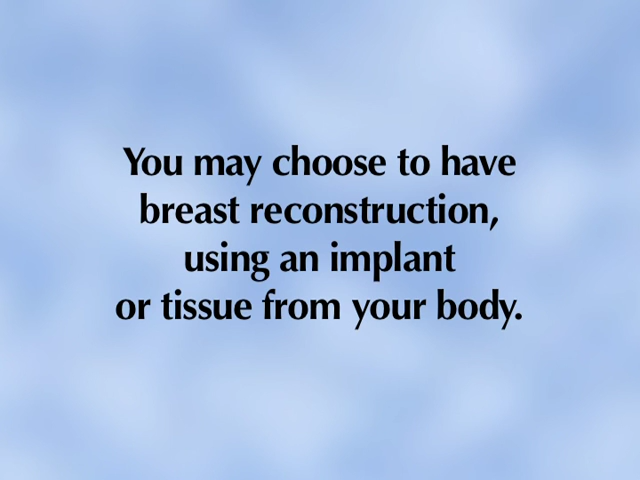 You may choose to have
breast reconstruction,
using an implant
or tissue from your body.